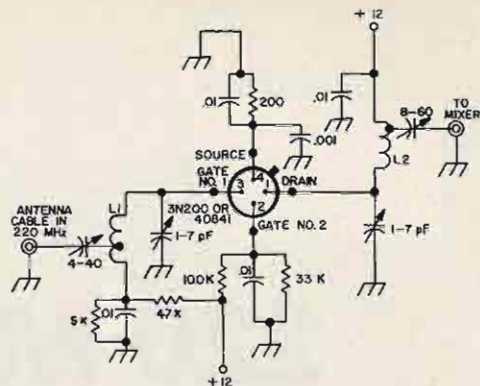 +12
.01
200
.01
8-60
TO
MIXER
.001
SOURCE
L2
GATE
NO. 1
4
3
1
2
DRAIN
3N200 OR
40841
GATE NO. 2
ANTENNA
CABLE IN
220 MHz
L1
1-7 pF
1-7 pF
4-40
100K
.01
33 K
5K
.01
47K
+12